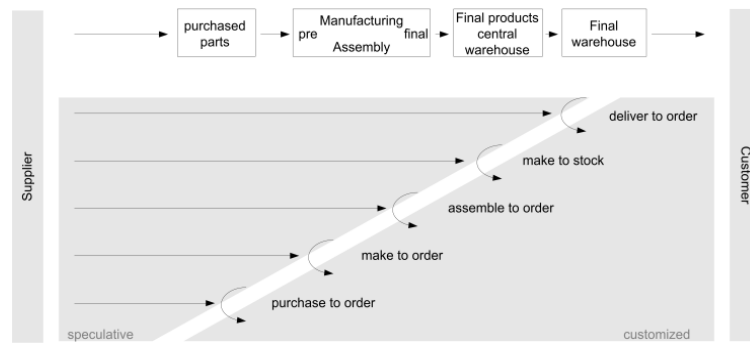 purchased
parts
Manufacturing
pre final
Assembly
Final products
central
warehouse
Final
warehouse
Supplier
Customer
deliver to order
make to stock
assemble to order
make to order
purchase to order
speculative
customized